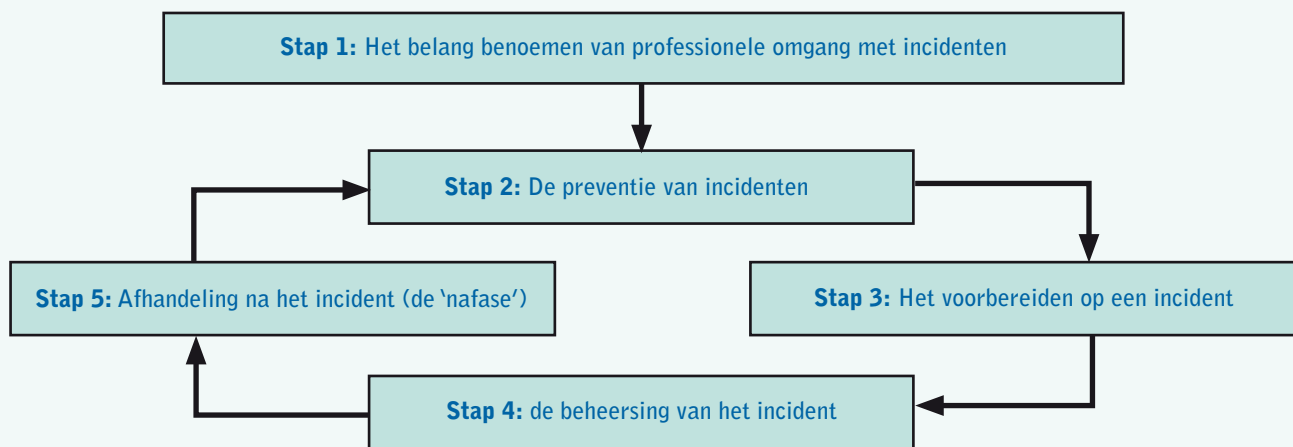 Stap 1: Het belang benoemen van professionele omgang met incidenten
Stap 2: De preventie van incidenten
Stap 5: Afhandeling na het incident (de ‘nafase’)
Stap 3: Het voorbereiden op een incident
Stap 4: de beheersing van het incident